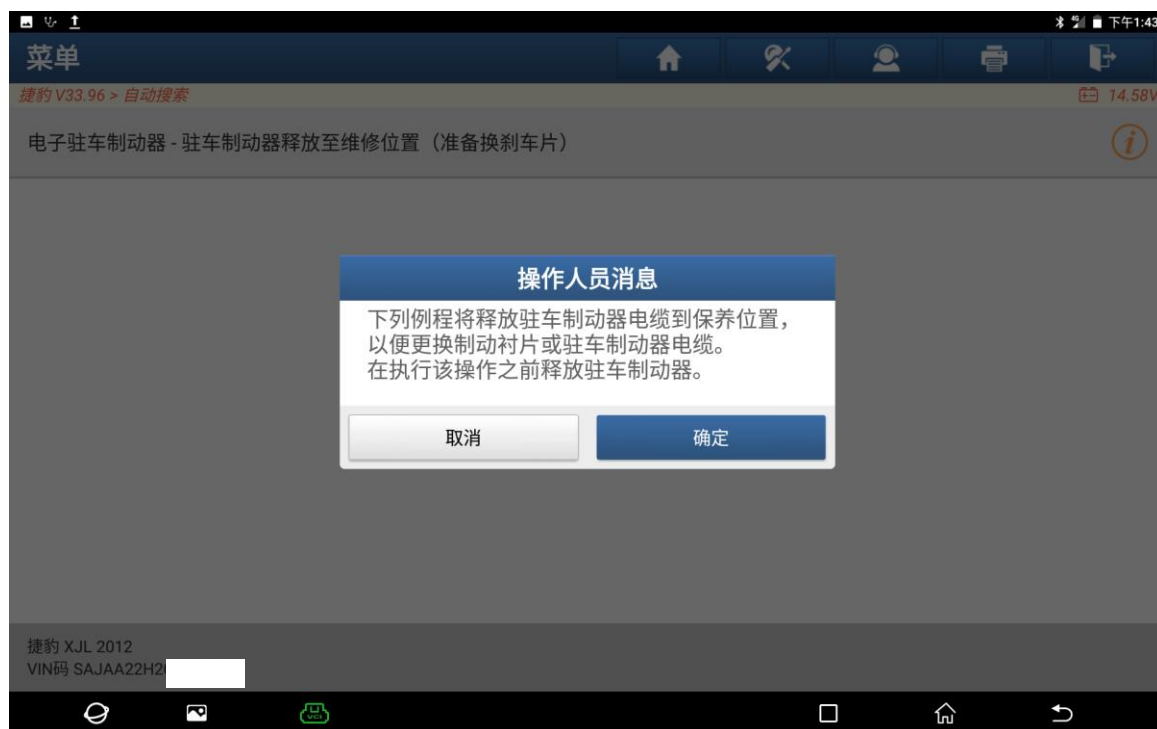 4G 下午1:43
菜单
捷豹 V33.96 > 自动搜索
14.58V
电子驻车制动器 - 驻车制动器释放至维修位置（准备换刹车片）
i
操作人员消息
下列例程将释放驻车制动器电缆到保养位置，
以便更换制动衬片或驻车制动器电缆。
在执行该操作之前释放驻车制动器。
取消
确定
捷豹 XJL 2012
VIN码 SAJAA22H2
VCI